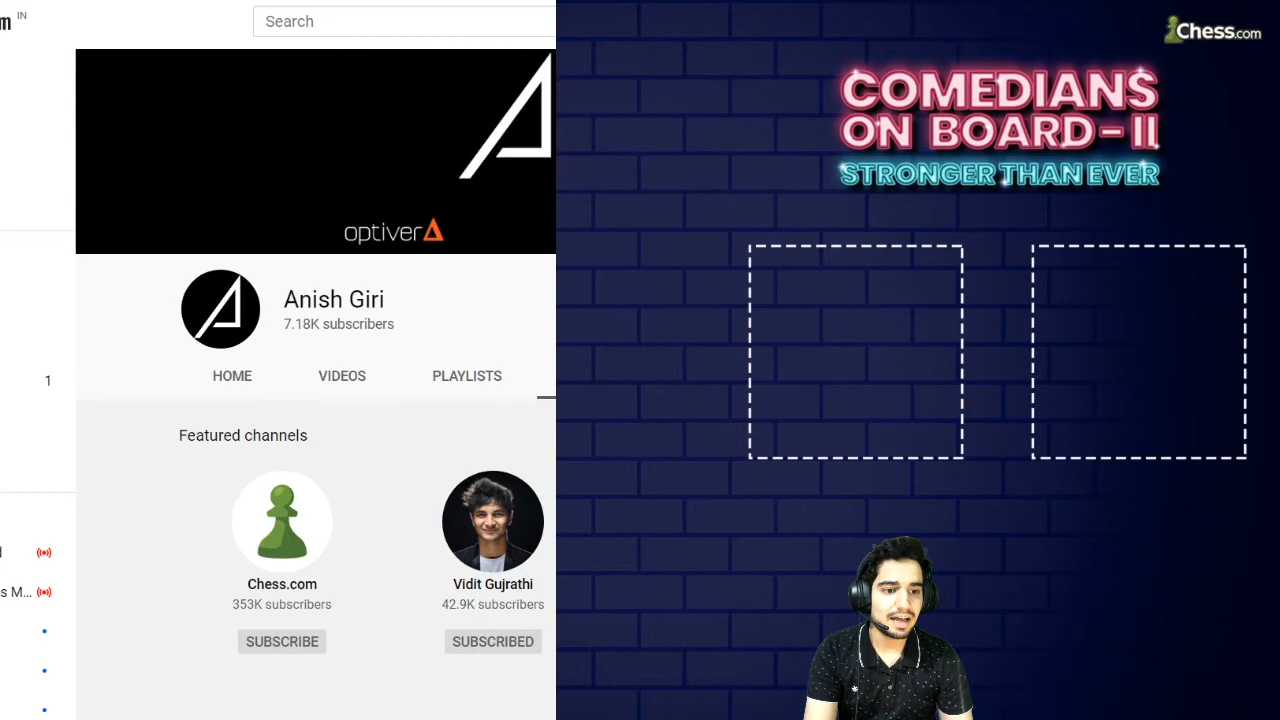 m IN
Search
optiver
Anish Giri
7.18K subscribers
HOME VIDEOS PLAYLISTS
1
Featured channels
Chess.com
353K subscribers
SUBSCRIBE
Vidit Gujrathi
42.9K subscribers
SUBSCRIBED
s M...
Chess.com
COMEDIANS
ON BOARD - II
STRONGER THAN EVER